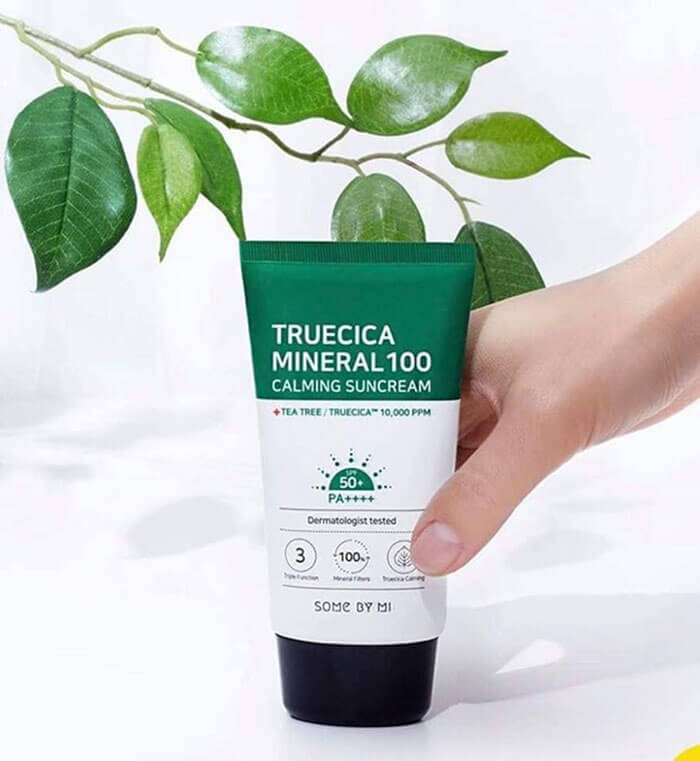 TRUECICA
MINERAL 100
CALMING SUNCREAM
+TEA TREE / TRUECICA™ 10,000 PPM
SPF
50+
PA++++
Dermatologist tested
3
100%
Triple Function
Mineral Filters
Truecica Calming
SOME BY MI